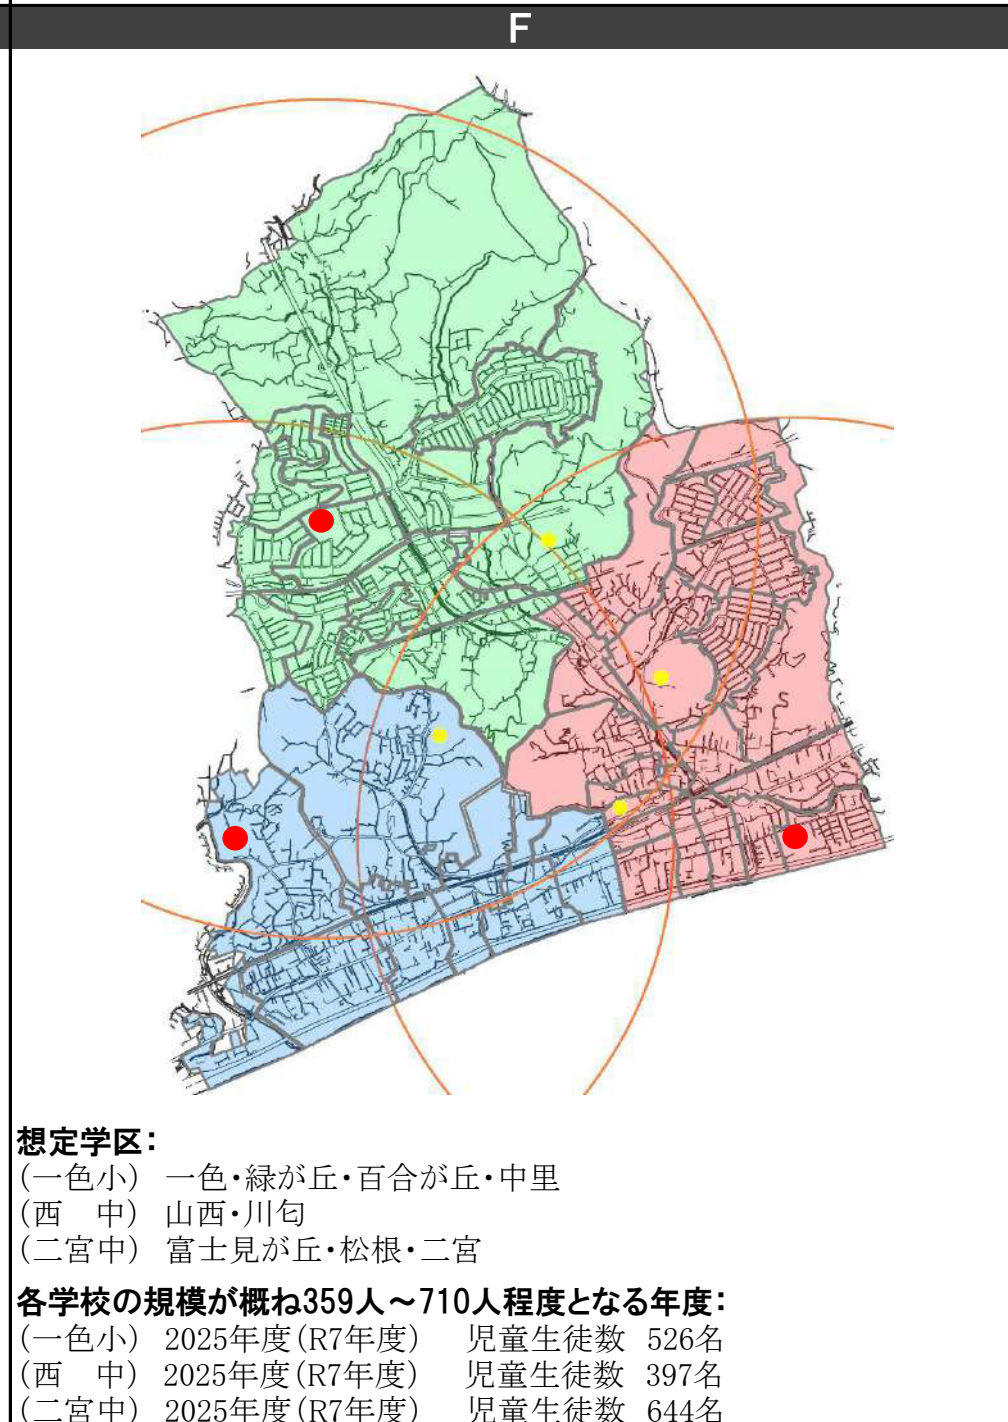 F
想定学区：
（一色小） 一色・緑が丘・百合が丘・中里
（西　中） 山西・川匂
（二宮中） 富士見が丘・松根・二宮
各学校の規模が概ね359人～710人程度となる年度：
（一色小） 2025年度（R7年度）　児童生徒数 526名
（西　中） 2025年度（R7年度）　児童生徒数 397名
（二宮中） 2025年度（R7年度）　児童生徒数 644名